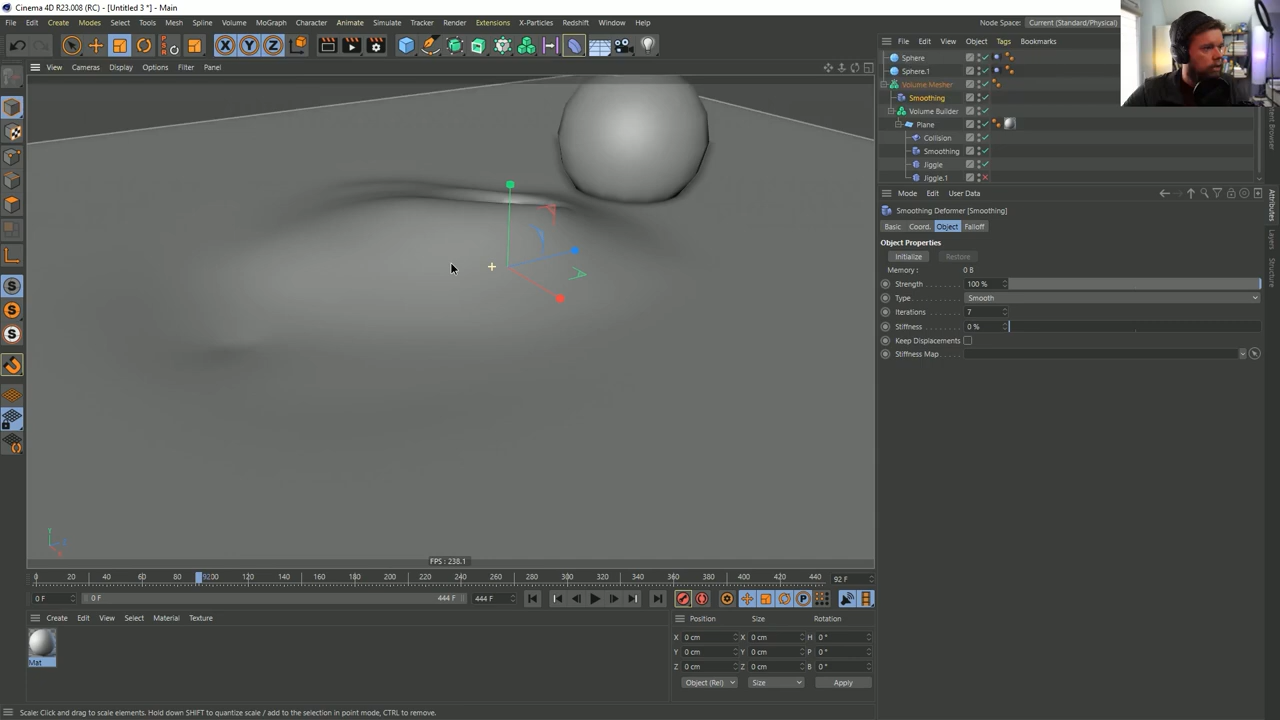 Cinema 4D R23.008 (RC) - [Untitled 3 *] - Main
File Edit Create Modes Select Tools Mesh Spline Volume MoGraph Character Animate Simulate Tracker Render Extensions X-Particles Redshift Window Help
Node Space: Current (Standard/Physical)
View Cameras Display Options Filter Panel
File Edit View Object Tags Bookmarks
Sphere
Sphere.1
Volume Mesher
Smoothing
Volume Builder
Plane
Collision
Smoothing
Jiggle
Jiggle.1
Mode Edit User Data
Smoothing Deformer [Smoothing]
Basic Coord. Object Falloff
Object Properties
Initialize Restore
Memory: 0 B
Strength 100 %
Type Smooth
Iterations 7
Stiffness 0 %
Keep Displacements
Stiffness Map
Attributes
Layers
Structure
X Y Z
FPS : 238.1
0 20 40 60 80 9200 120 140 160 180 200 220 240 260 280 300 320 340 360 380 400 420 440 92 F
0 F 0 F 444 F 444 F
Create Edit View Select Material Texture
Mat
Position Size Rotation
X 0 cm X 0 cm H 0 °
Y 0 cm Y 0 cm P 0 °
Z 0 cm Z 0 cm B 0 °
Object (Rel) Size Apply
Scale: Click and drag to scale elements. Hold down SHIFT to quantize scale / add to the selection in point mode, CTRL to remove.